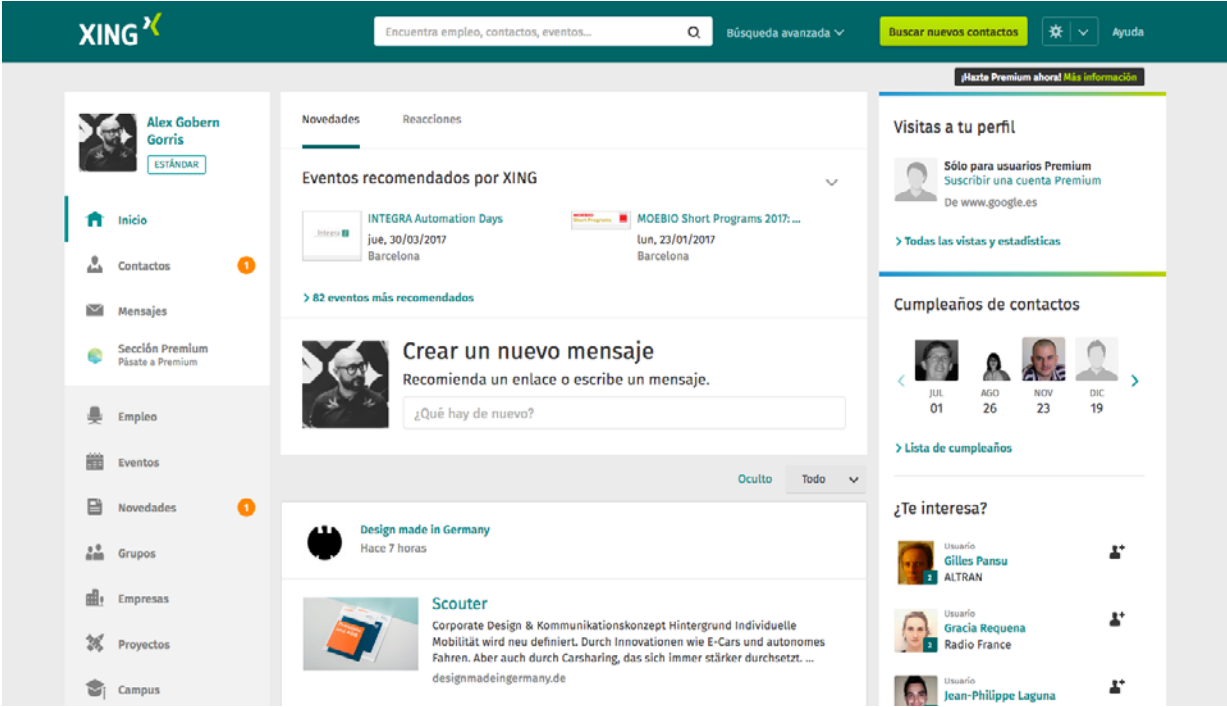 XING
Encuentra empleo, contactos, eventos...
Búsqueda avanzada
Buscar nuevos contactos
Ayuda
¡Hazte Premium ahora! Más información
Alex Gobern
Gorris
ESTÁNDAR
Inicio
Contactos
1
Mensajes
Sección Premium
Pásate a Premium
Empleo
Eventos
Novedades
1
Grupos
Empresas
Proyectos
Campus
Novedades
Reacciones
Eventos recomendados por XING
INTEGRA Automation Days
jue, 30/03/2017
Barcelona
MOEBIO Short Programs 2017: ...
lun, 23/01/2017
Barcelona
82 eventos más recomendados
Crear un nuevo mensaje
Recomienda un enlace o escribe un mensaje.
¿Qué hay de nuevo?
Oculto
Todo
Design made in Germany
Hace 7 horas
Scouter
Corporate Design & Kommunikationskonzept Hintergrund Individuelle
Mobilität wird neu definiert. Durch Innovationen wie E-Cars und autonomes
Fahren. Aber auch durch Carsharing, das sich immer stärker durchsetzt. ...
designmadeingermany.de
Visitas a tu perfil
Sólo para usuarios Premium
Suscribir una cuenta Premium
De www.google.es
Todas las vistas y estadísticas
Cumpleaños de contactos
JUL
01
AGO
26
NOV
23
DIC
19
Lista de cumpleaños
¿Te interesa?
Usuario
Gilles Pansu
ALTRAN
2
Usuario
Gracia Requena
Radio France
Usuario
Jean-Philippe Laguna